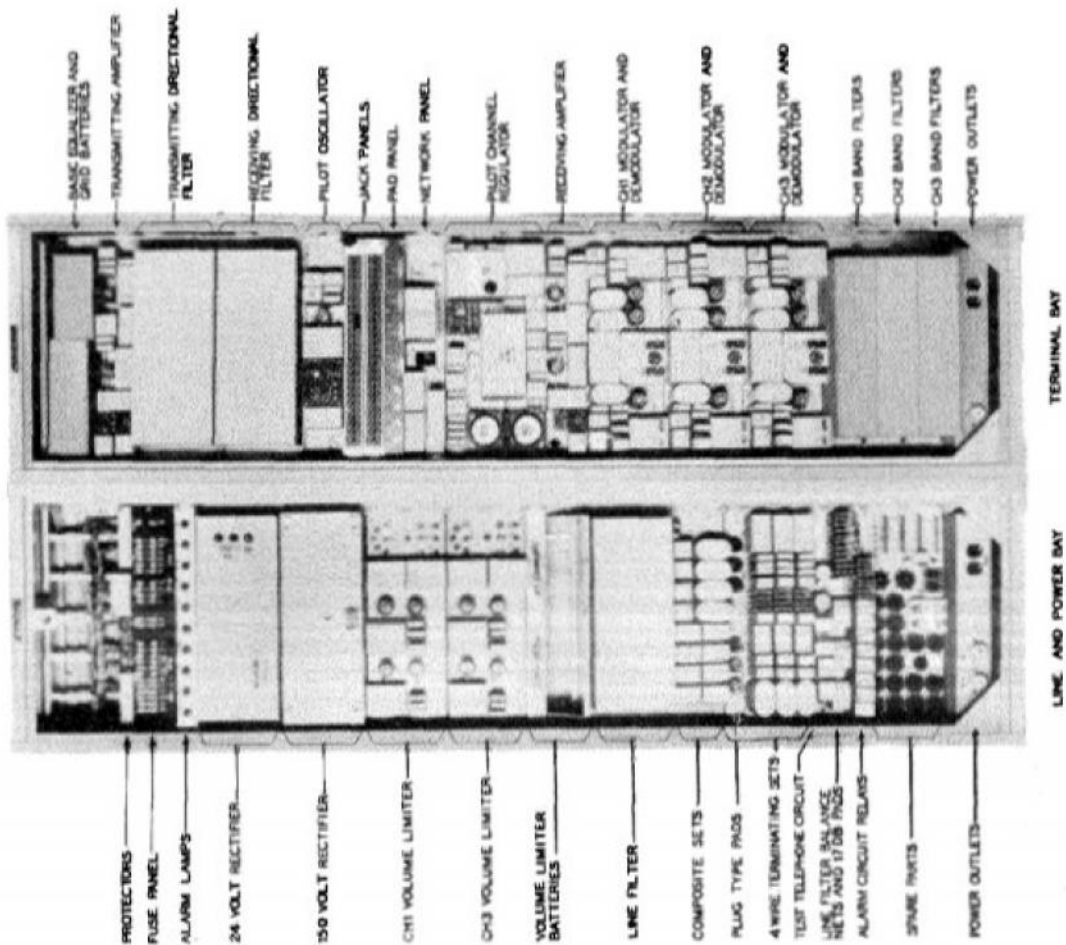 BASIC EQUALIZER AND
GRID BATTERIES
TRANSMITTING AMPLIFIER
TRANSMITTING DIRECTIONAL
FILTER
RECEIVING DIRECTIONAL
FILTER
PILOT OSCILLATOR
JACK PANELS
PAD PANEL
NETWORK PANEL
PILOT CHANNEL
REGULATOR
RECEIVING AMPLIFIER
CH1 MODULATOR AND
DEMODULATOR
CH2 MODULATOR AND
DEMODULATOR
CH3 MODULATOR AND
DEMODULATOR
CH1 BAND FILTERS
CH2 BAND FILTERS
CH3 BAND FILTERS
POWER OUTLETS
TERMINAL BAY
PROTECTORS
FUSE PANEL
ALARM LAMPS
24 VOLT RECTIFIER
150 VOLT RECTIFIER
CH1 VOLUME LIMITER
CH3 VOLUME LIMITER
VOLUME LIMITER
BATTERIES
LINE FILTER
COMPOSITE SETS
PLUG TYPE PADS
4 WIRE TERMINATING SETS
TEST TELEPHONE CIRCUIT
LINE FILTER BALANCE
NETS AND 17 DB PADS
ALARM CIRCUIT RELAYS
SPARE PARTS
POWER OUTLETS
LINE AND POWER BAY